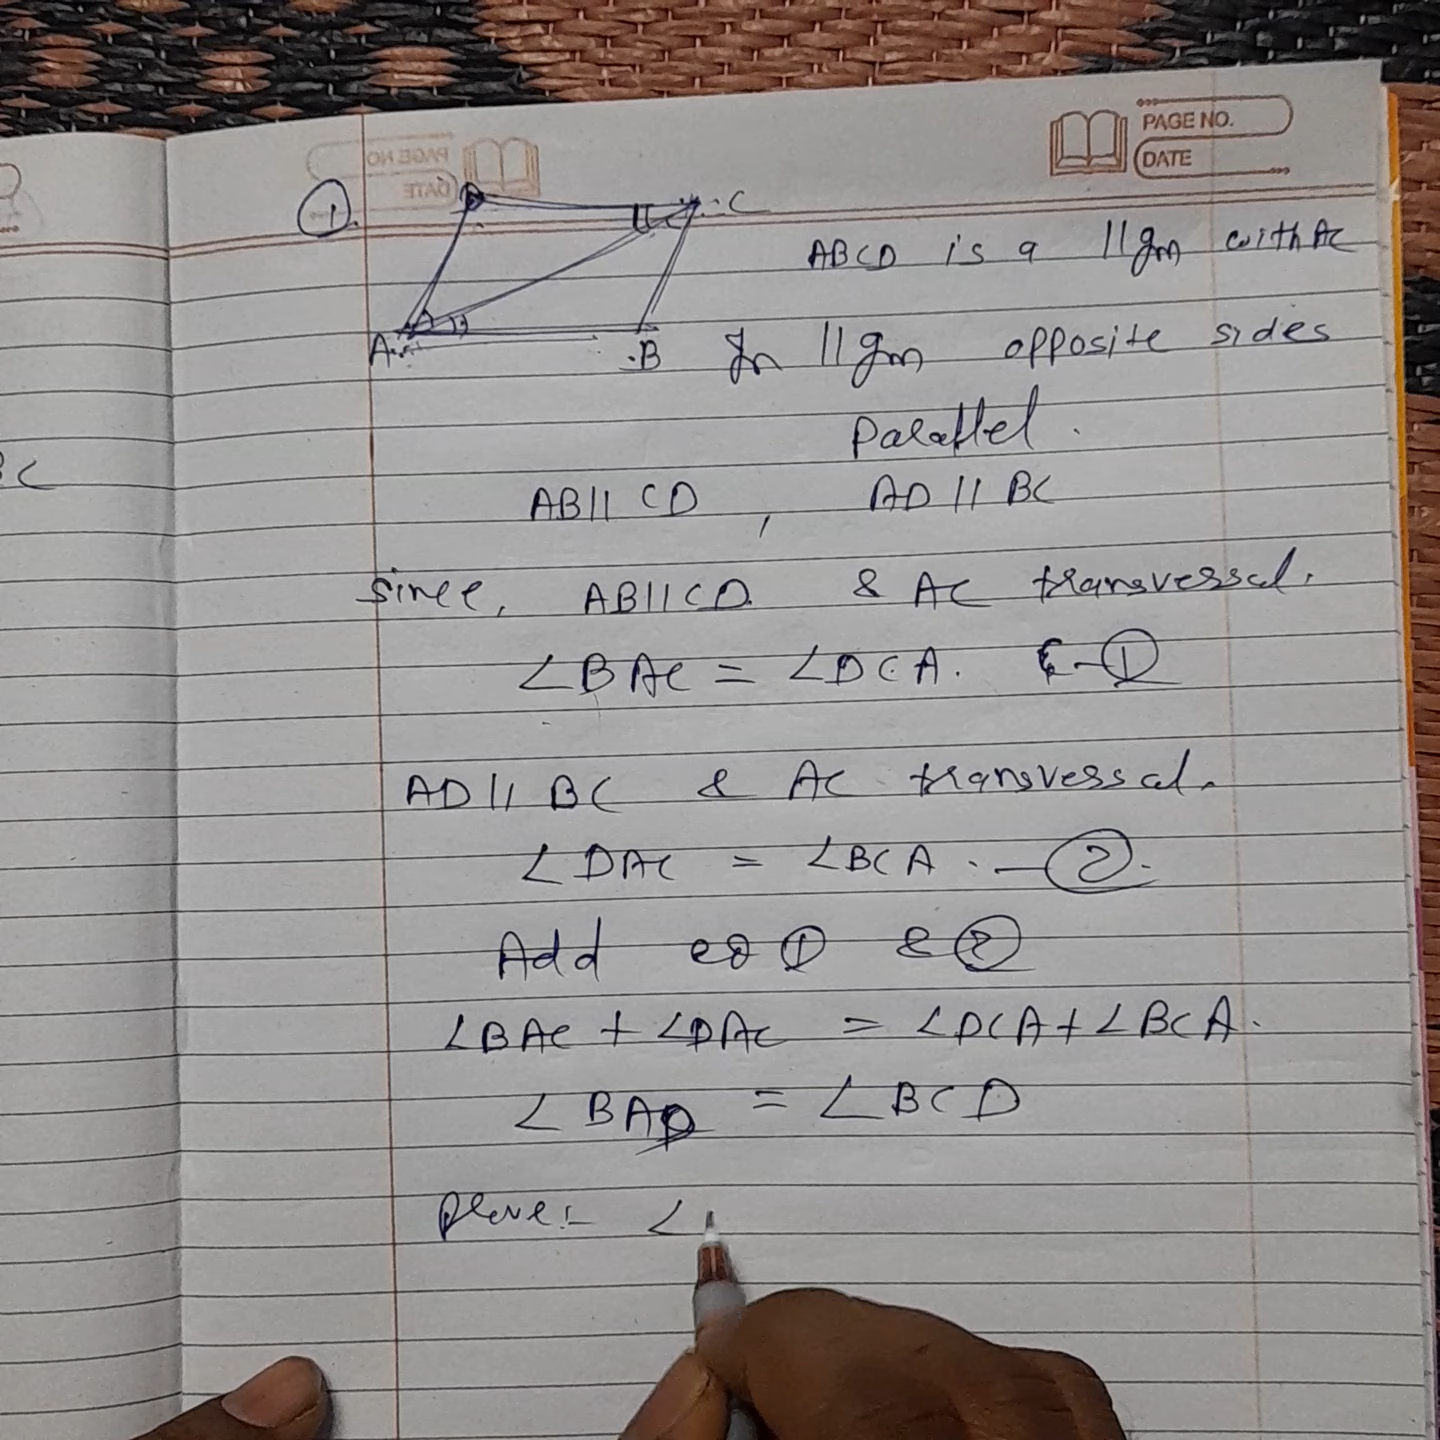 PAGE NO.
DATE
1.
D
C
A
B
ABCD is a ||gm with AC
In ||gm opposite sides
Parallel.
AB || CD , AD || BC
Since, AB || CD & AC transversal.
∠BAC = ∠DCA. - 1
AD || BC & AC transversal.
∠DAC = ∠BCA. - 2.
Add eq 1 & 2
∠BAC + ∠DAC = ∠DCA + ∠BCA.
∠BAD = ∠BCD
Prove:- ∠